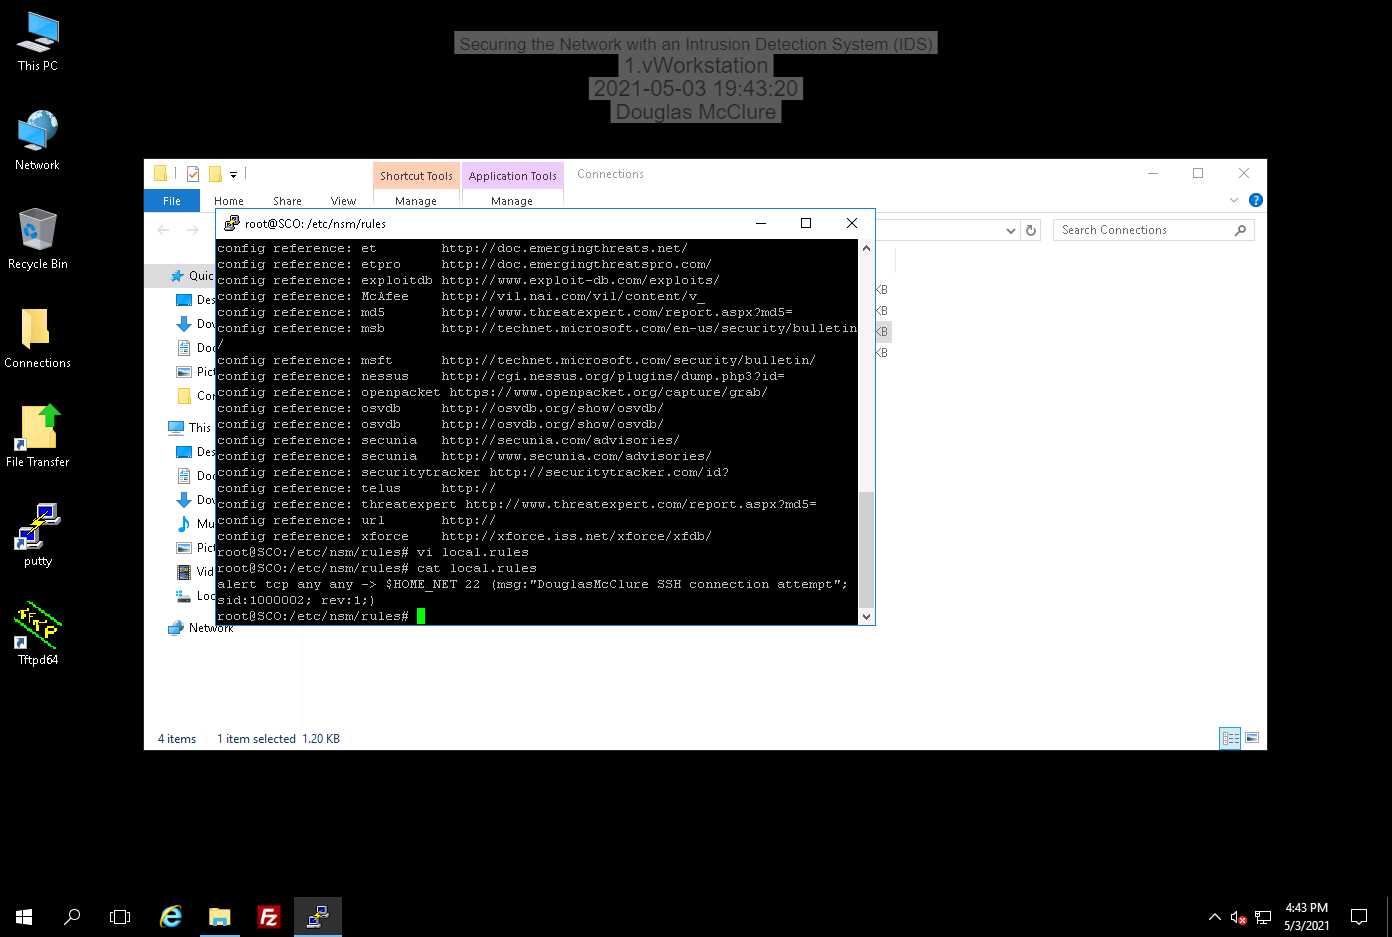 Securing the Network with an Intrusion Detection System (IDS)
1.vWorkstation
2021-05-03 19:43:20
Douglas McClure
This PC
Network
Recycle Bin
Connections
File Transfer
putty
Tftpd64
Shortcut Tools
Application Tools
Connections
File
Home
Share
View
Manage
Manage
Search Connections
Quic
Des
Dov
Doc
Pict
Cor
This
Des
Doc
Dov
Mu
Pict
Vid
Loc
Network
KB
KB
KB
KB
root@SCO: /etc/nsm/rules
config reference: et        http://doc.emergingthreats.net/
config reference: etpro     http://doc.emergingthreatspro.com/
config reference: exploitdb http://www.exploit-db.com/exploits/
config reference: McAfee    http://vil.nai.com/vil/content/v_
config reference: md5       http://www.threatexpert.com/report.aspx?md5=
config reference: msb       http://technet.microsoft.com/en-us/security/bulletin
/
config reference: msft      http://technet.microsoft.com/security/bulletin/
config reference: nessus    http://cgi.nessus.org/plugins/dump.php3?id=
config reference: openpacket https://www.openpacket.org/capture/grab/
config reference: osvdb     http://osvdb.org/show/osvdb/
config reference: osvdb     http://osvdb.org/show/osvdb/
config reference: secunia   http://secunia.com/advisories/
config reference: secunia   http://www.secunia.com/advisories/
config reference: securitytracker http://securitytracker.com/id?
config reference: telus     http://
config reference: threatexpert http://www.threatexpert.com/report.aspx?md5=
config reference: url       http://
config reference: xforce    http://xforce.iss.net/xforce/xfdb/
root@SCO:/etc/nsm/rules# vi local.rules
root@SCO:/etc/nsm/rules# cat local.rules
alert tcp any any -> $HOME_NET 22 (msg:"DouglasMcClure SSH connection attempt";
sid:1000002; rev:1;)
root@SCO:/etc/nsm/rules#
4 items 1 item selected 1.20 KB
4:43 PM
5/3/2021